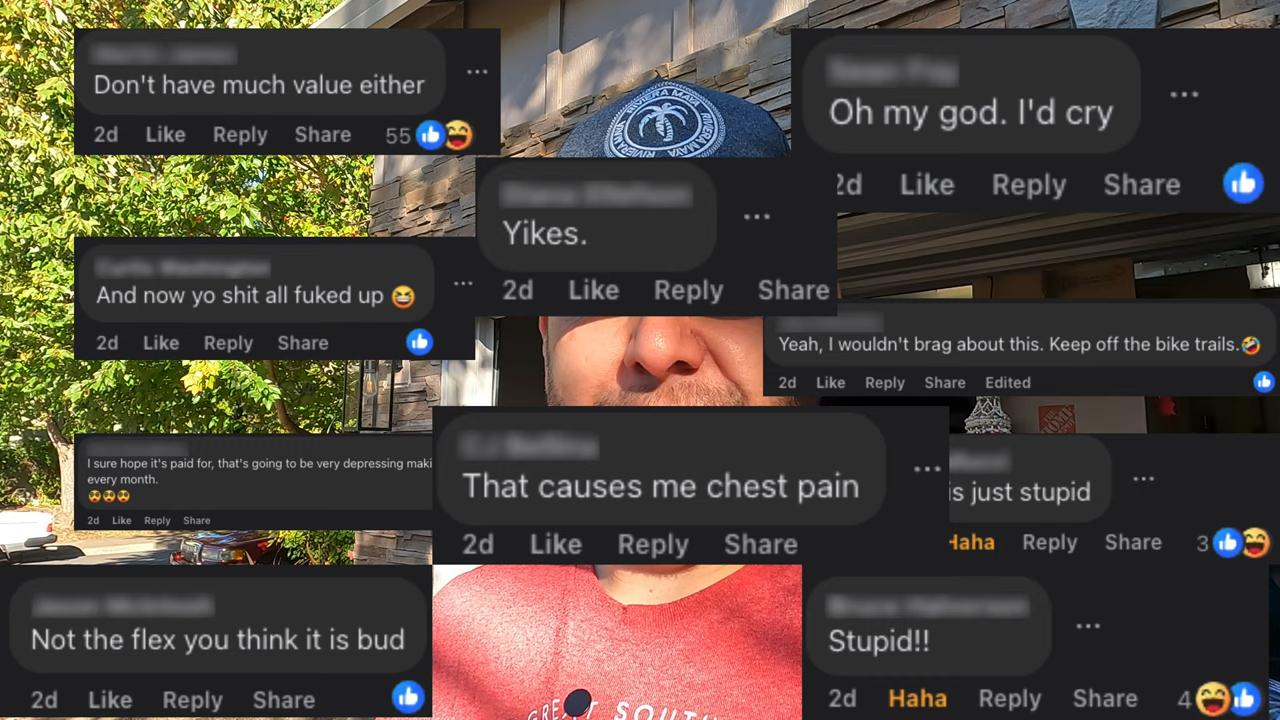 Don't have much value either
2d Like Reply Share 55
RIVIERA MAYA
RIVIERA MAYA
Oh my god. I'd cry
2d Like Reply Share
Yikes.
2d Like Reply Share
And now yo shit all fuked up 😆
2d Like Reply Share
Yeah, I wouldn't brag about this. Keep off the bike trails.🤣
2d Like Reply Share Edited
I sure hope it's paid for, that's going to be very depressing maki
every month.
😲😲😲
2d Like Reply Share
That causes me chest pain
2d Like Reply Share
is just stupid
Haha Reply Share 3
Not the flex you think it is bud
2d Like Reply Share
Stupid!!
2d Haha Reply Share 4